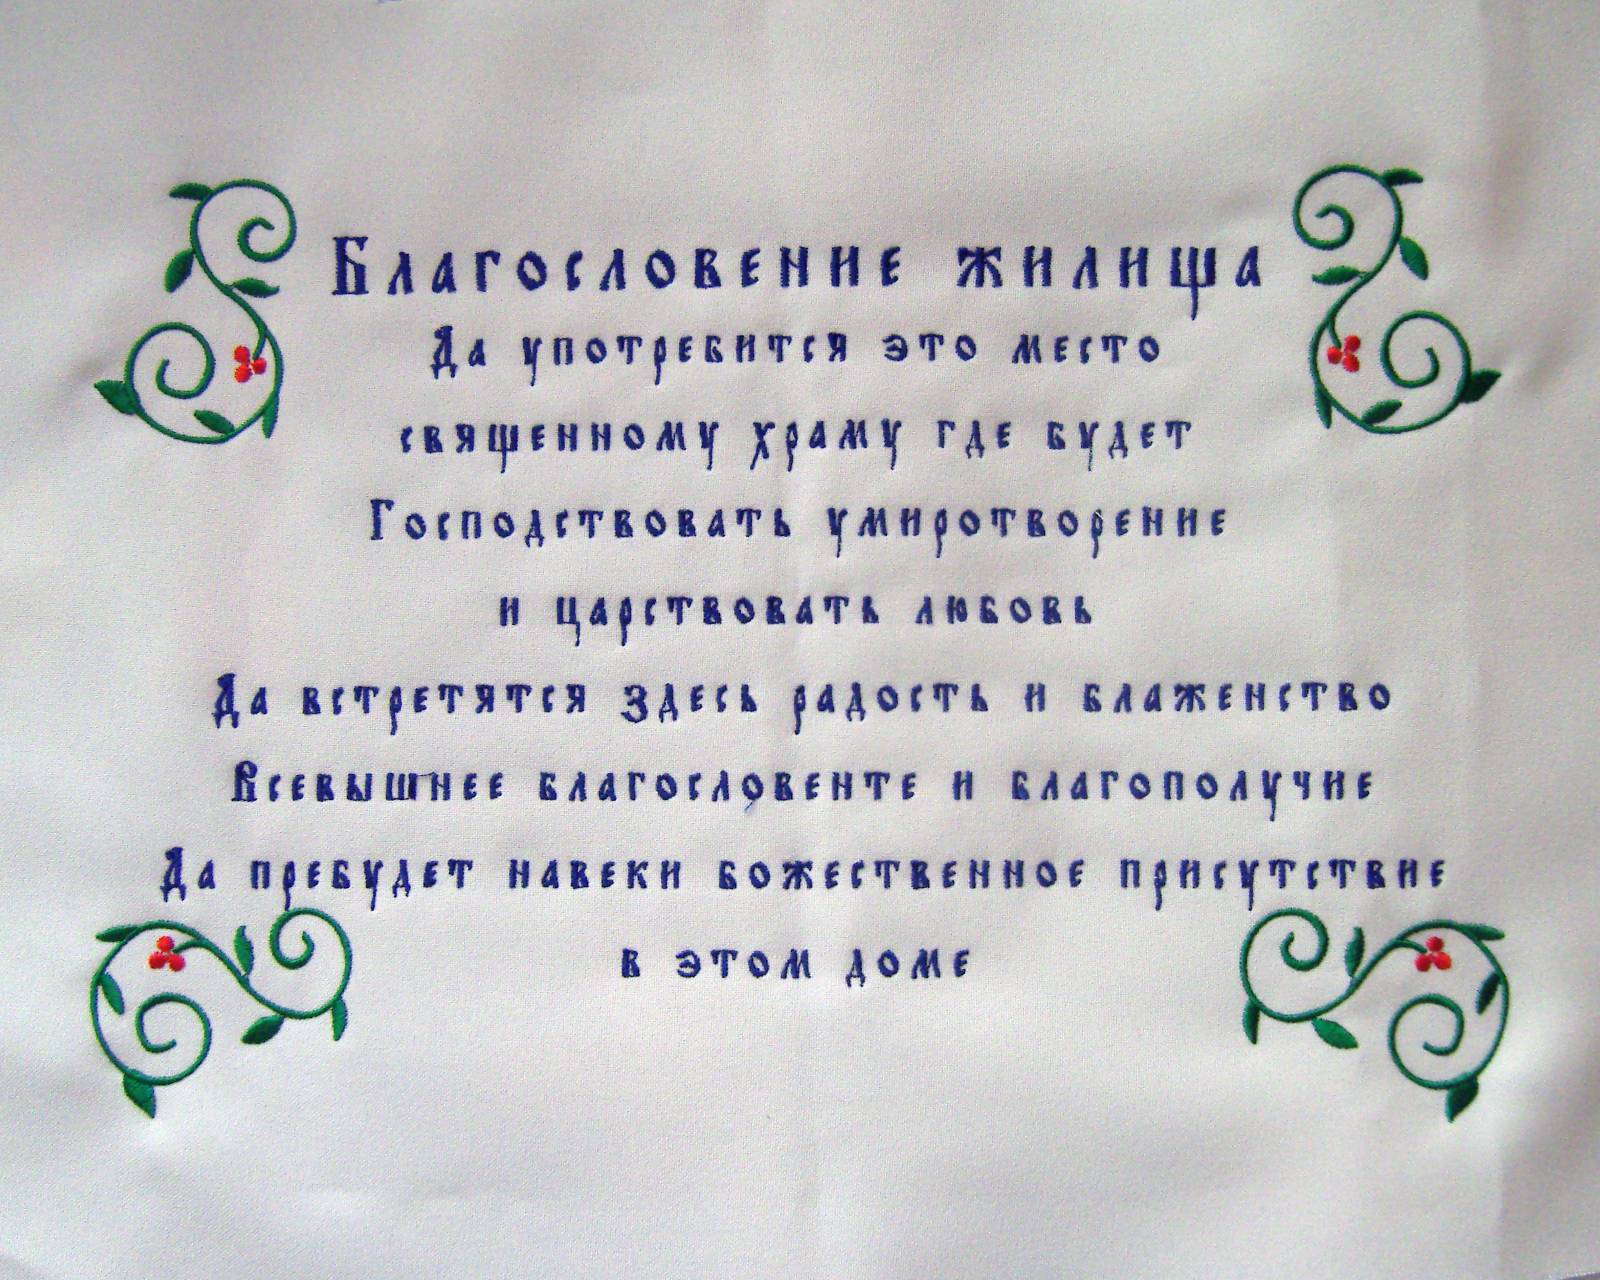 Благословение жилища
Да употребится это место
священному храму где будет
Господствовать умиротворение
и царствовать любовь
Да встретятся здесь радость и блаженство
Всевышнее благословенте и благополучие
Да пребудет навеки божественное присутствие
в этом доме